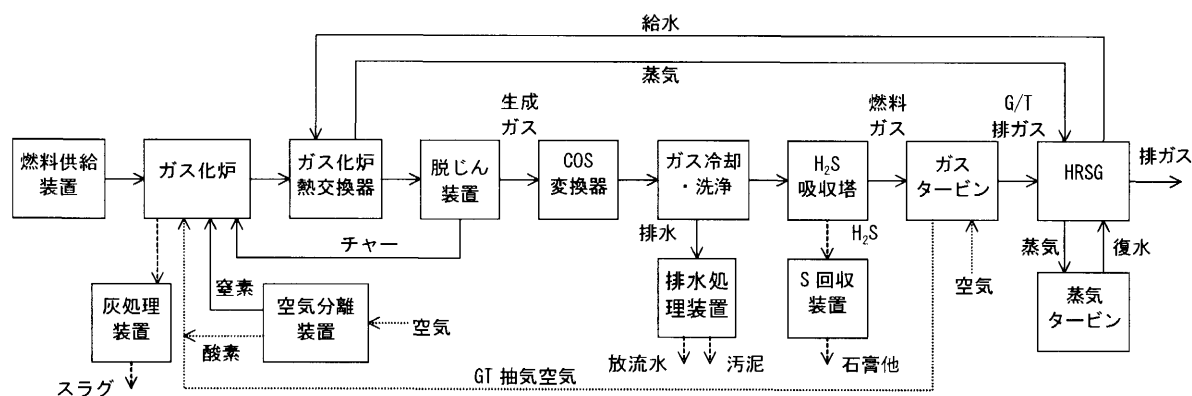 給水
蒸気
生成
ガス
燃料
ガス
G/T
排ガス
燃料供給
装置
ガス化炉
ガス化炉
熱交換器
脱じん
装置
COS
変換器
ガス冷却
・洗浄
H₂S
吸収塔
ガス
タービン
HRSG
排ガス
チャー
排水
H₂S
蒸気
復水
灰処理
装置
窒素
空気分離
装置
空気
排水処
理装置
S回収
装置
空気
蒸気
タービン
酸素
放流水
汚泥
石膏他
スラグ
GT 抽気空気